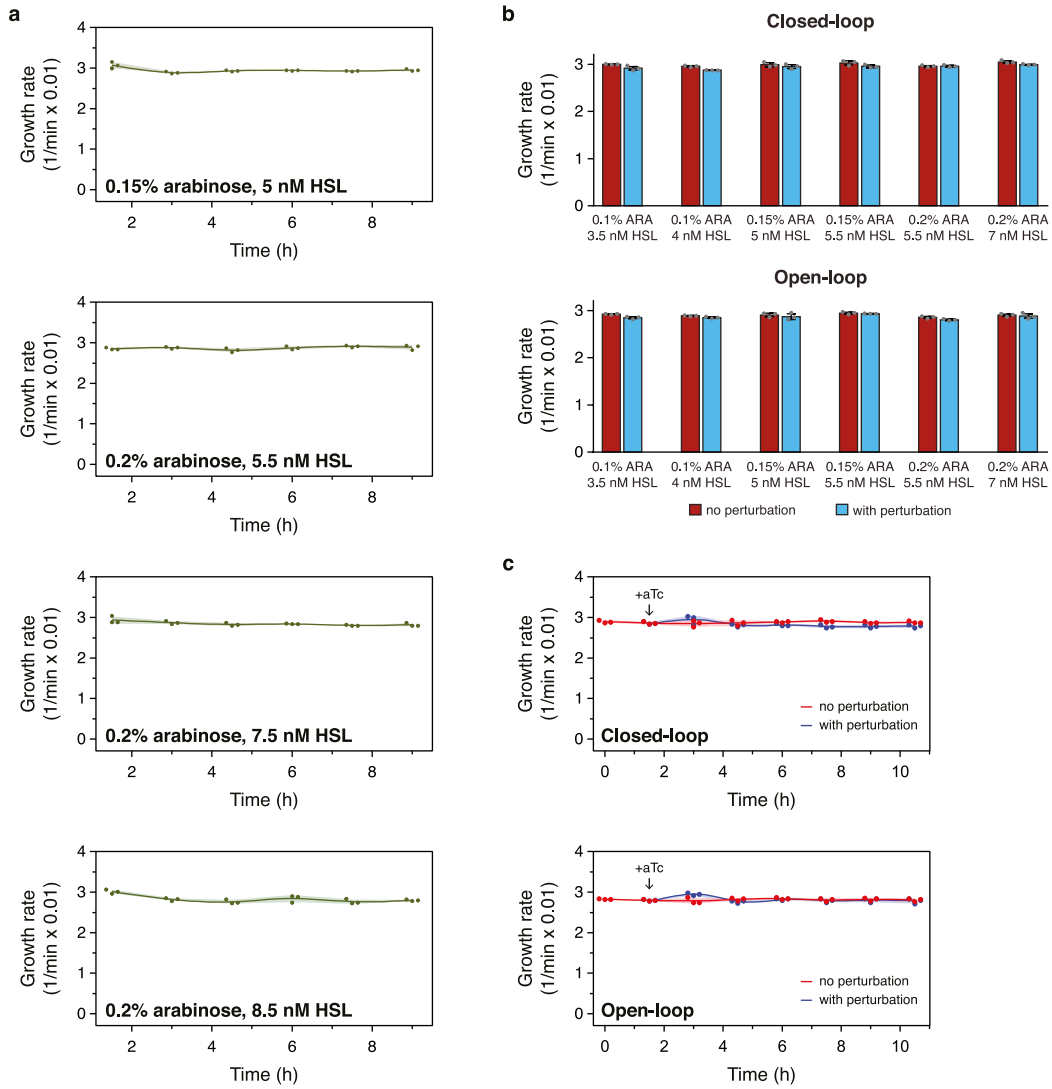 a
4
3
2
1
0
Growth rate
(1/min x 0.01)
0.15% arabinose, 5 nM HSL
2
4
6
8
Time (h)
4
3
2
1
0
Growth rate
(1/min x 0.01)
0.2% arabinose, 5.5 nM HSL
2
4
6
8
Time (h)
4
3
2
1
0
Growth rate
(1/min x 0.01)
0.2% arabinose, 7.5 nM HSL
2
4
6
8
Time (h)
4
3
2
1
0
Growth rate
(1/min x 0.01)
0.2% arabinose, 8.5 nM HSL
2
4
6
8
Time (h)
b
Closed-loop
3
2
1
0
Growth rate
(1/min x 0.01)
0.1% ARA 0.1% ARA 0.15% ARA 0.15% ARA 0.2% ARA 0.2% ARA
3.5 nM HSL 4 nM HSL 5 nM HSL 5.5 nM HSL 5.5 nM HSL 7 nM HSL
Open-loop
3
2
1
0
Growth rate
(1/min x 0.01)
0.1% ARA 0.1% ARA 0.15% ARA 0.15% ARA 0.2% ARA 0.2% ARA
3.5 nM HSL 4 nM HSL 5 nM HSL 5.5 nM HSL 5.5 nM HSL 7 nM HSL
no perturbation with perturbation
c
4
3
2
1
0
Growth rate
(1/min x 0.01)
+aTc
no perturbation
with perturbation
Closed-loop
0
2
4
6
8
10
Time (h)
4
3
2
1
0
Growth rate
(1/min x 0.01)
+aTc
no perturbation
with perturbation
Open-loop
0
2
4
6
8
10
Time (h)